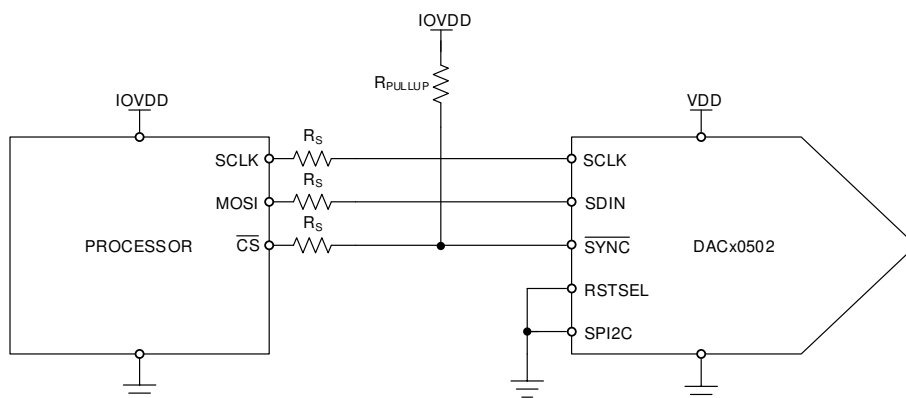 IOVDD
RPULLUP
IOVDD
VDD
RS
SCLK
SCLK
RS
MOSI
SDIN
RS
PROCESSOR
CS
SYNC
DACx0502
RSTSEL
SPI2C